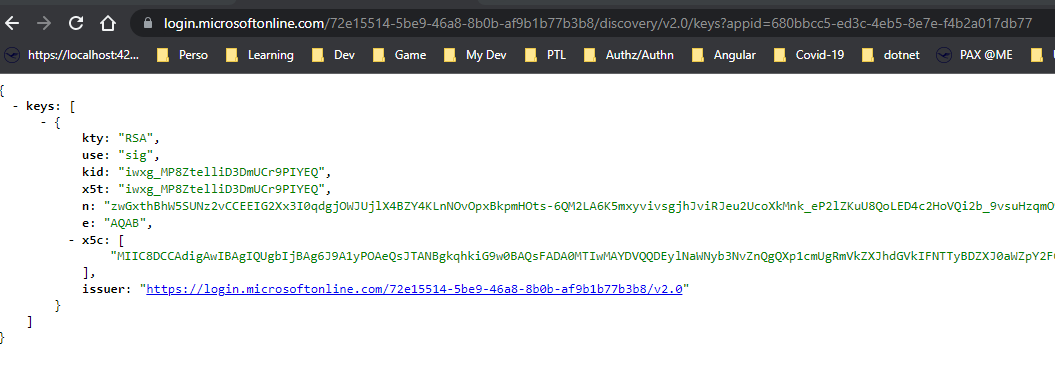 login.microsoftonline.com/72e15514-5be9-46a8-8b0b-af9b1b77b3b8/discovery/v2.0/keys?appid=680bbcc5-ed3c-4eb5-8e7e-f4b2a017db77
https://localhost:42... Perso Learning Dev Game My Dev PTL Authz/Authn Angular Covid-19 dotnet PAX @ME
{
- keys: [
- {
kty: "RSA",
use: "sig",
kid: "iwxg_MP8ZtelliD3DmUCr9PIYEQ",
x5t: "iwxg_MP8ZtelliD3DmUCr9PIYEQ",
n: "zwGxthBhW5SUNz2vCCEEIG2Xx3I0qdgjOWJUjlX4BZY4KLnNOvOpxBkpmHOts-6QM2LA6K5mxyvivsgjhJviRJeu2UcoXkMnk_eP2lZKuU8QoLED4c2HoVQi2b_9vsuHzqmO
e: "AQAB",
- x5c: [
"MIIC8DCCAdigAwIBAgIQUgbIjBAg6J9A1yPOAeQsJTANBgkqhkiG9w0BAQsFADA0MTIwMAYDVQQDEylNaWNyb3NvZnQgQXp1cmUgRmVkZXJhdGVkIFNTTyBDZXJ0aWZpY2F
],
issuer: "https://login.microsoftonline.com/72e15514-5be9-46a8-8b0b-af9b1b77b3b8/v2.0"
}
]
}